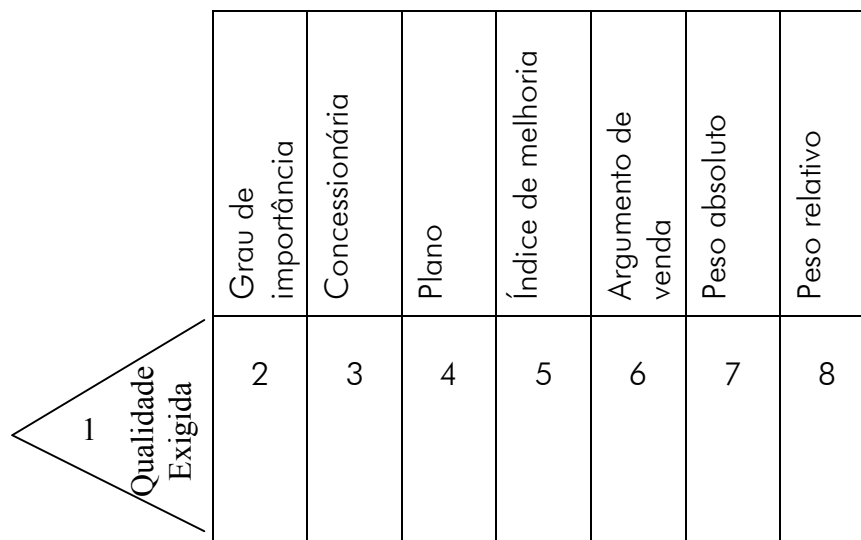 Grau de
importância
Concessionária
Plano
Índice de melhoria
Argumento de
venda
Peso absoluto
Peso relativo
1
Qualidade
Exigida
2
3
4
5
6
7
8